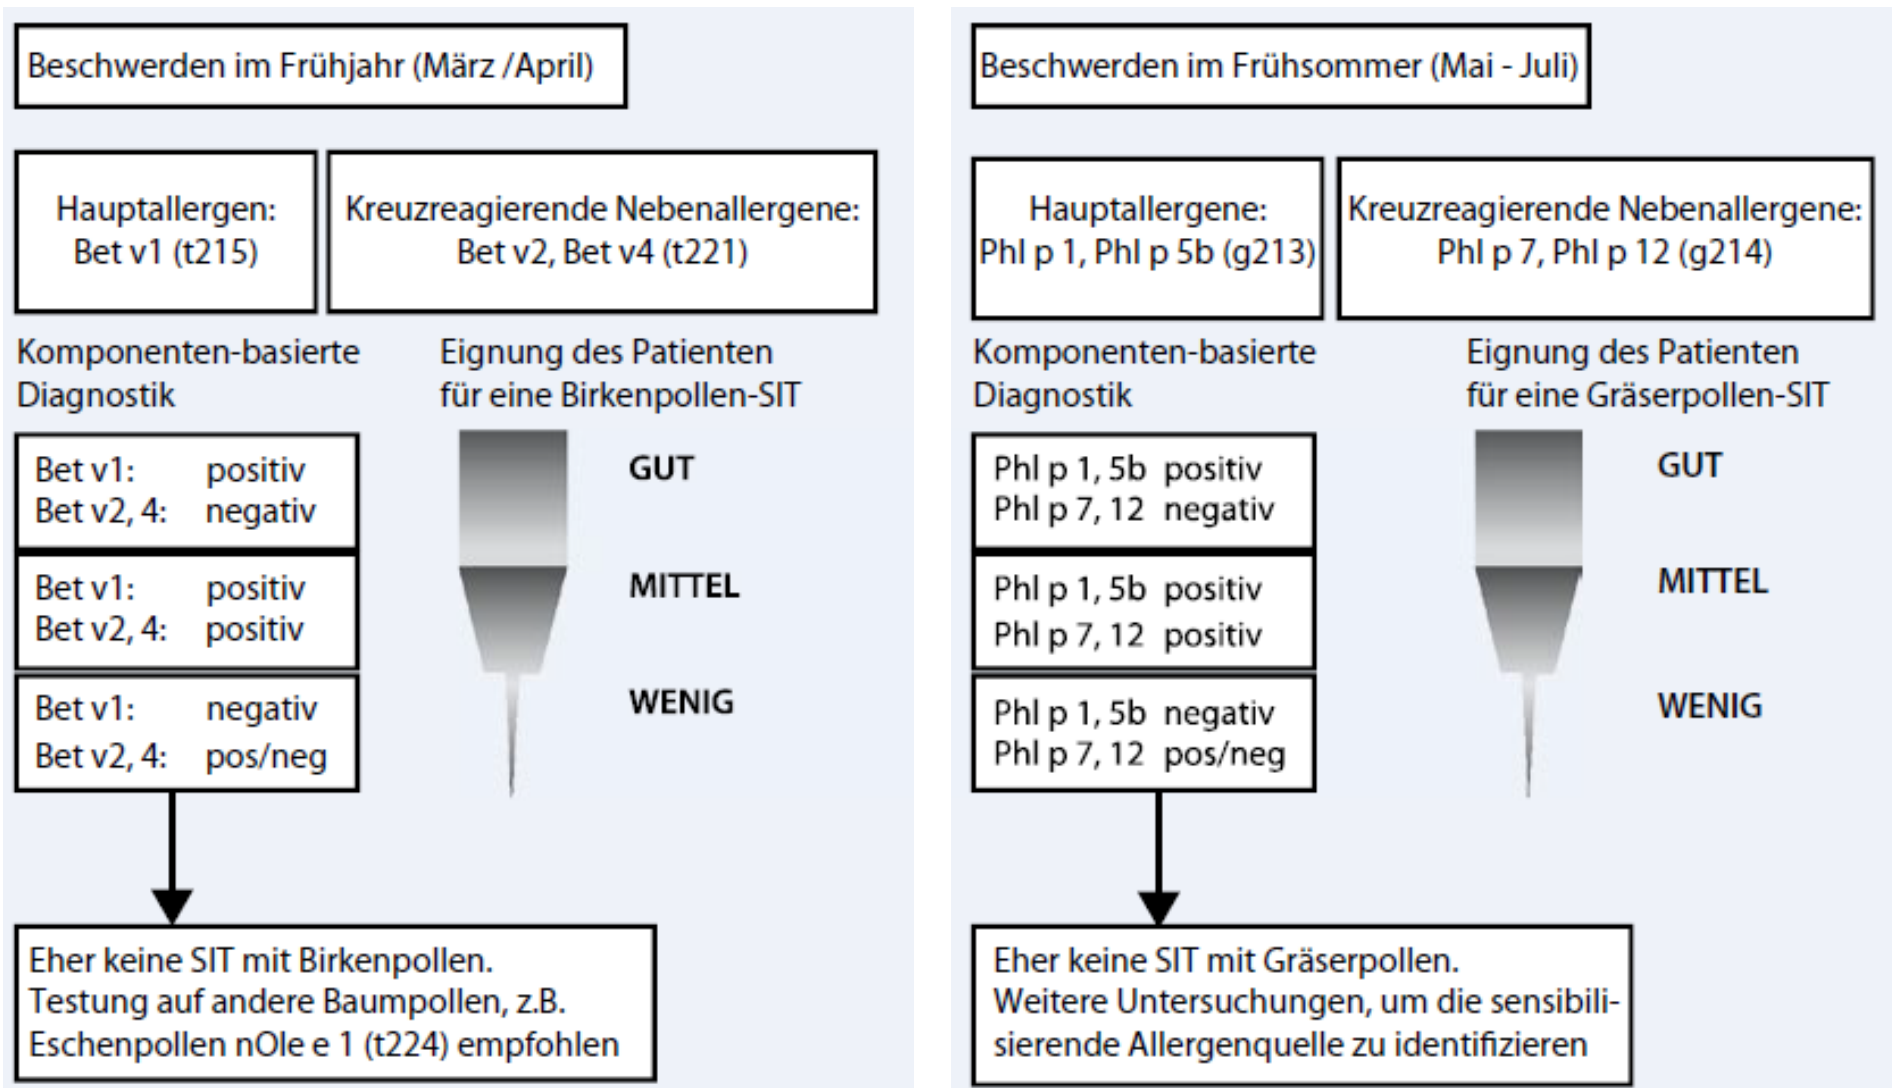 Beschwerden im Frühjahr (März /April)
Hauptallergen:
Bet v1 (t215)
Kreuzreagierende Nebenallergene:
Bet v2, Bet v4 (t221)
Komponenten-basierte
Diagnostik
Eignung des Patienten
für eine Birkenpollen-SIT
Bet v1: positiv
Bet v2, 4: negativ
GUT
Bet v1: positiv
Bet v2, 4: positiv
MITTEL
Bet v1: negativ
Bet v2, 4: pos/neg
WENIG
Eher keine SIT mit Birkenpollen.
Testung auf andere Baumpollen, z.B.
Eschenpollen nOle e 1 (t224) empfohlen
Beschwerden im Frühsommer (Mai - Juli)
Hauptallergene:
Phl p 1, Phl p 5b (g213)
Kreuzreagierende Nebenallergene:
Phl p 7, Phl p 12 (g214)
Komponenten-basierte
Diagnostik
Eignung des Patienten
für eine Gräserpollen-SIT
Phl p 1, 5b positiv
Phl p 7, 12 negativ
GUT
Phl p 1, 5b positiv
Phl p 7, 12 positiv
MITTEL
Phl p 1, 5b negativ
Phl p 7, 12 pos/neg
WENIG
Eher keine SIT mit Gräserpollen.
Weitere Untersuchungen, um die sensibili-
sierende Allergenquelle zu identifizieren